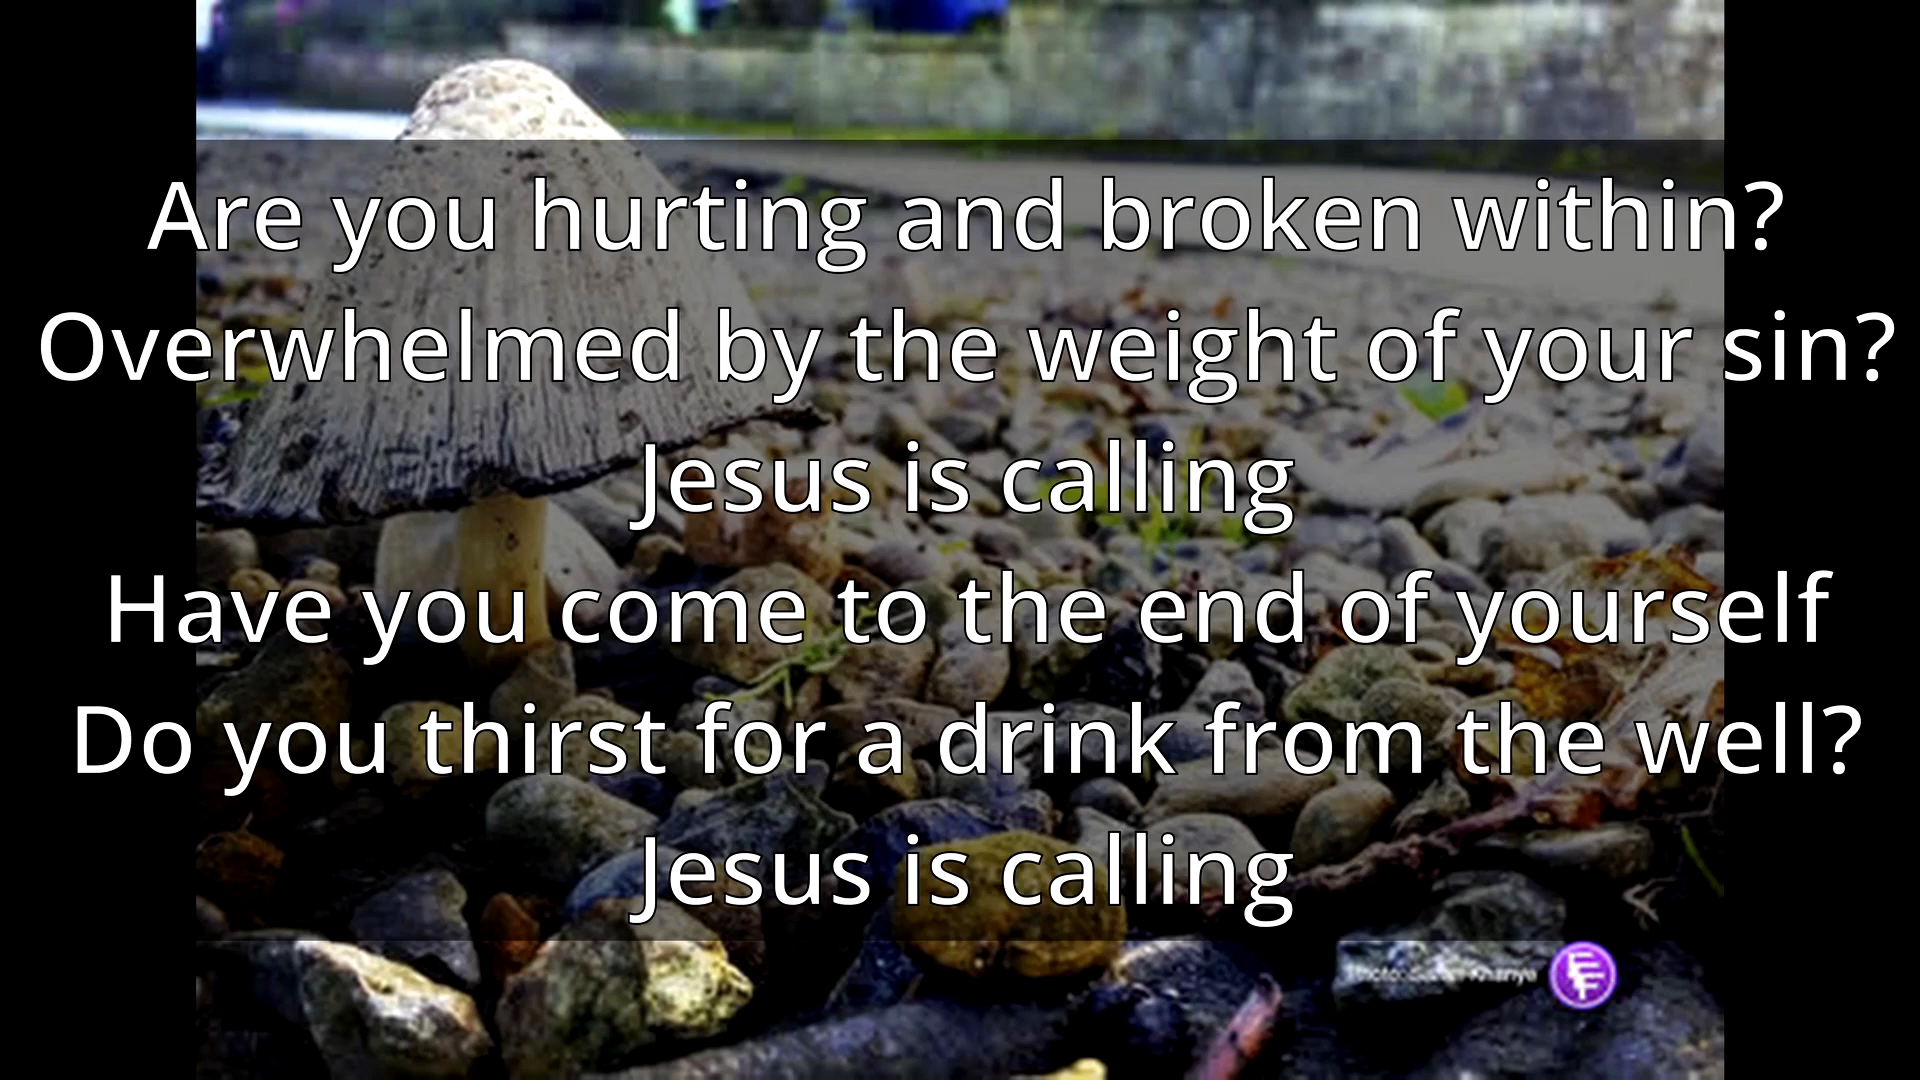 Are you hurting and broken within?
Overwhelmed by the weight of your sin?
Jesus is calling
Have you come to the end of yourself
Do you thirst for a drink from the well?
Jesus is calling
Photo: